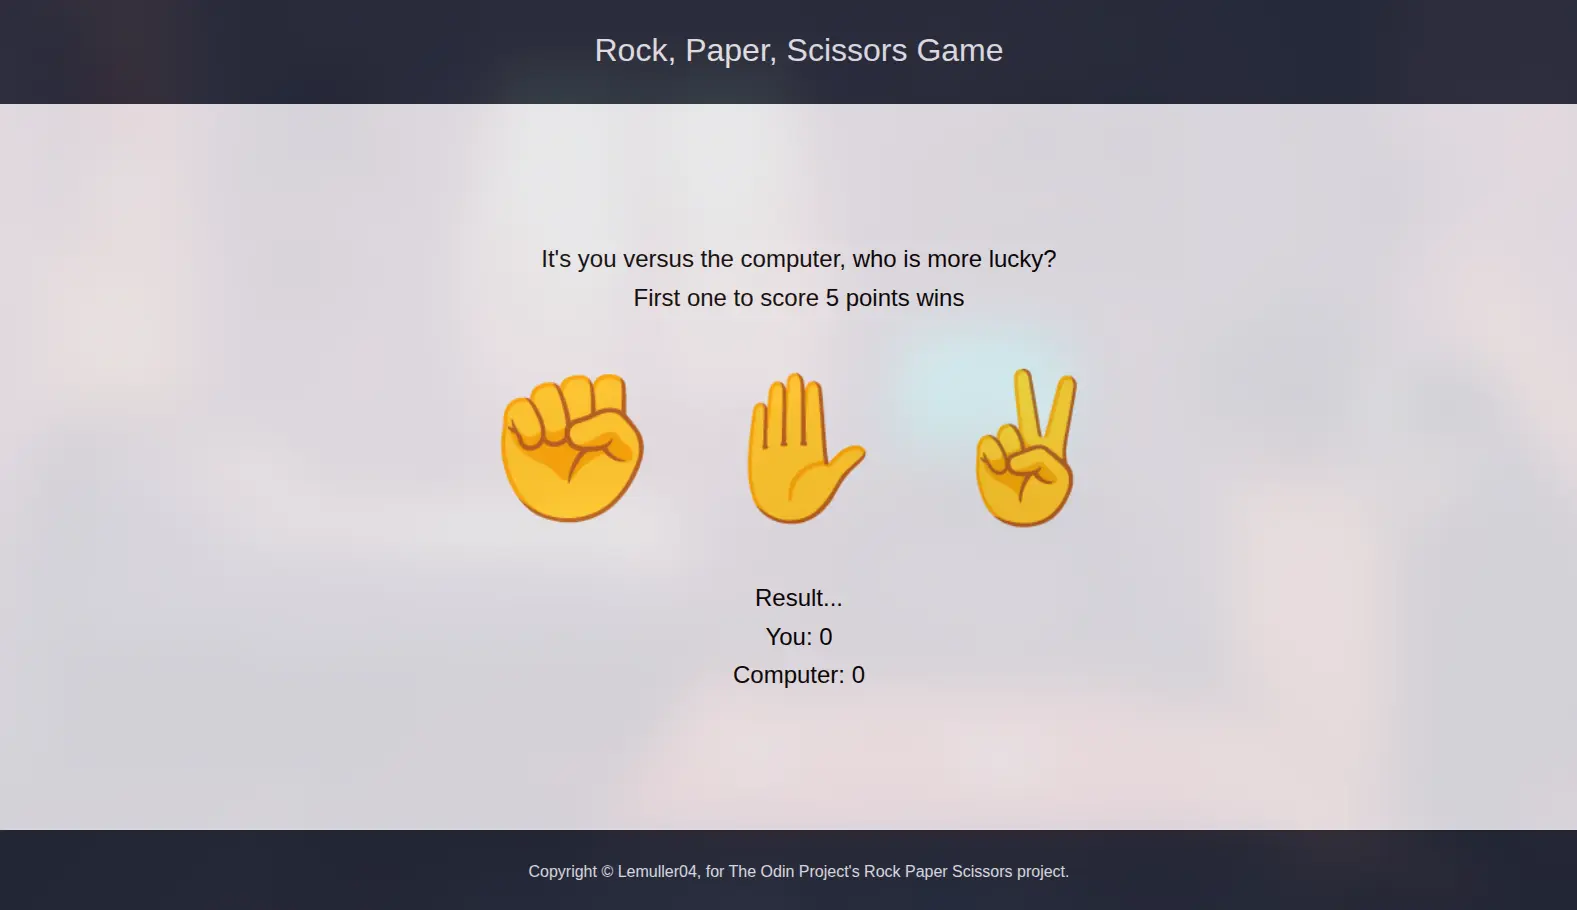 Rock, Paper, Scissors Game
It's you versus the computer, who is more lucky?
First one to score 5 points wins
Result...
You: 0
Computer: 0
Copyright © Lemuller04, for The Odin Project's Rock Paper Scissors project.